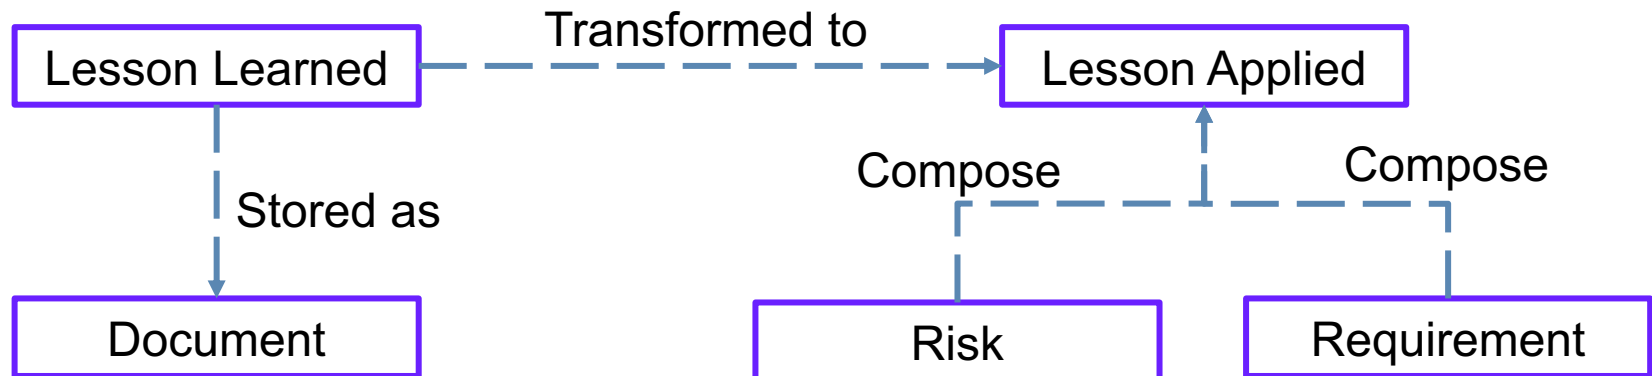 Transformed to
Lesson Learned
Lesson Applied
Compose
Compose
Stored as
Document
Risk
Requirement